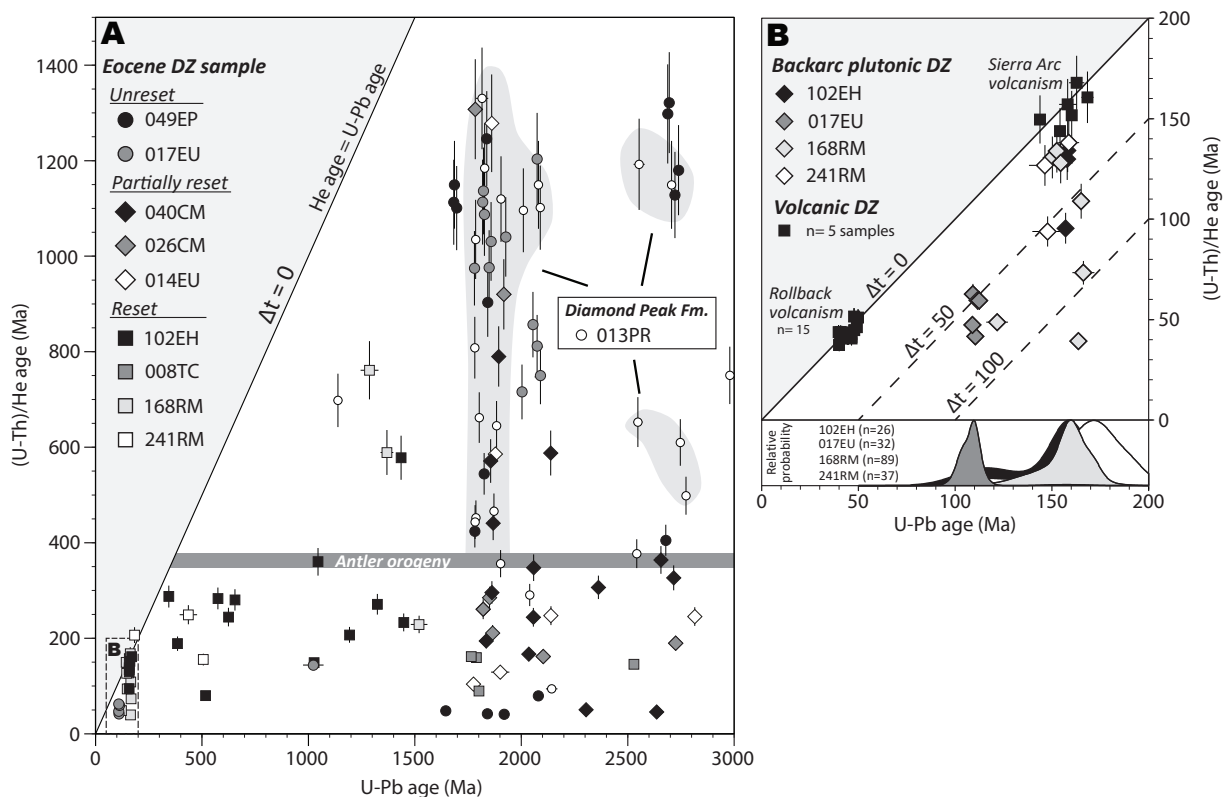 A
Eocene DZ sample
Unreset
049EP
017EU
Partially reset
040CM
026CM
014EU
Reset
102EH
008TC
168RM
241RM
He age = U-Pb age
Δt = 0
Diamond Peak Fm.
013PR
Antler orogeny
B
1400
1200
1000
800
600
400
200
0
(U-Th)/He age (Ma)
0 500 1000 1500 2000 2500 3000
U-Pb age (Ma)
B
Backarc plutonic DZ
102EH
017EU
168RM
241RM
Volcanic DZ
n= 5 samples
Sierra Arc
volcanism
Rollback
volcanism
n= 15
Δt = 0
Δt = 50
Δt = 100
200
150
100
50
0
(U-Th)/He age (Ma)
Relative
probability
102EH (n=26)
017EU (n=32)
168RM (n=89)
241RM (n=37)
0 50 100 150 200
U-Pb age (Ma)